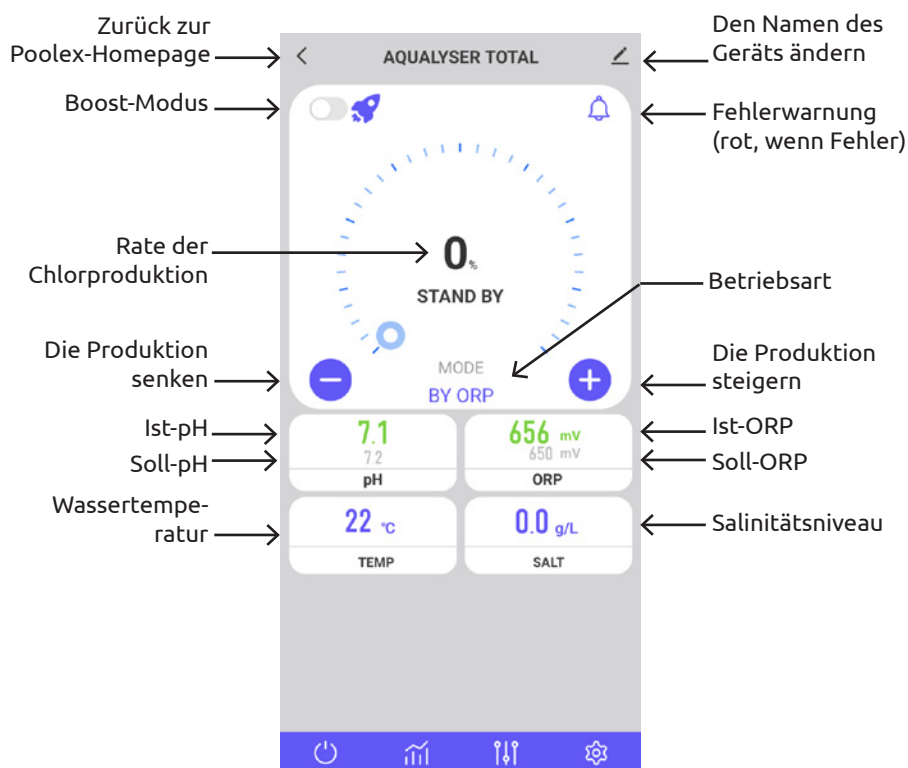 Zurück zur
Poolex-Homepage
Den Namen des
Geräts ändern
AQUALYSER TOTAL
Boost-Modus
Fehlerwarnung
(rot, wenn Fehler)
Rate der
Chlorproduktion
0%
STAND BY
Betriebsart
Die Produktion
senken
MODE
BY ORP
Die Produktion
steigern
Ist-pH
7.1
656 mV
Ist-ORP
Soll-pH
7.2
650 mV
Soll-ORP
pH
ORP
Wassertempe-
ratur
22 °C
0.0 g/L
Salinitätsniveau
TEMP
SALT